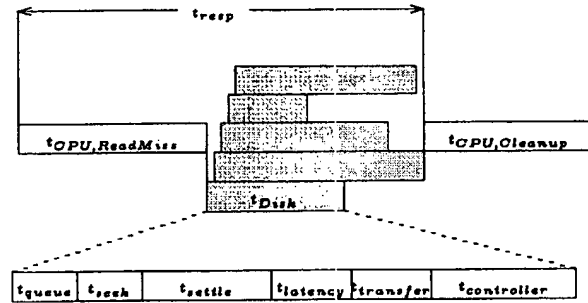 t_resp
t_CPU,ReadMiss t_CPU,Cleanup
t_Disk
t_queue t_seek t_settle t_latency t_transfer t_controller